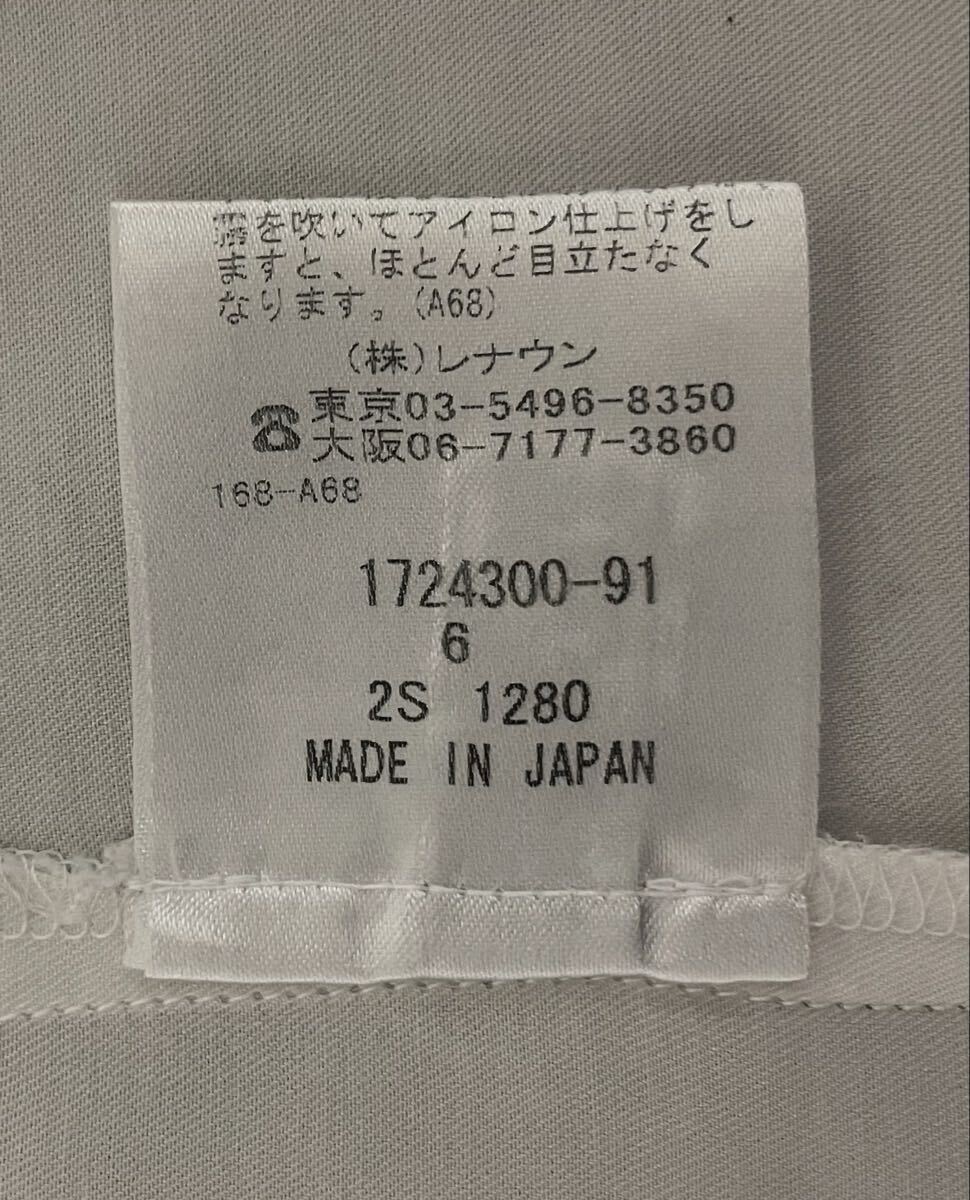 霧を吹いてアイロン仕上げをし
ますと、ほとんど目立たなく
なります。(A68)
(株)レナウン
☎東京03-5496-8350
大阪06-7177-3860
168-A68
1724300-91
6
2S 1280
MADE IN JAPAN